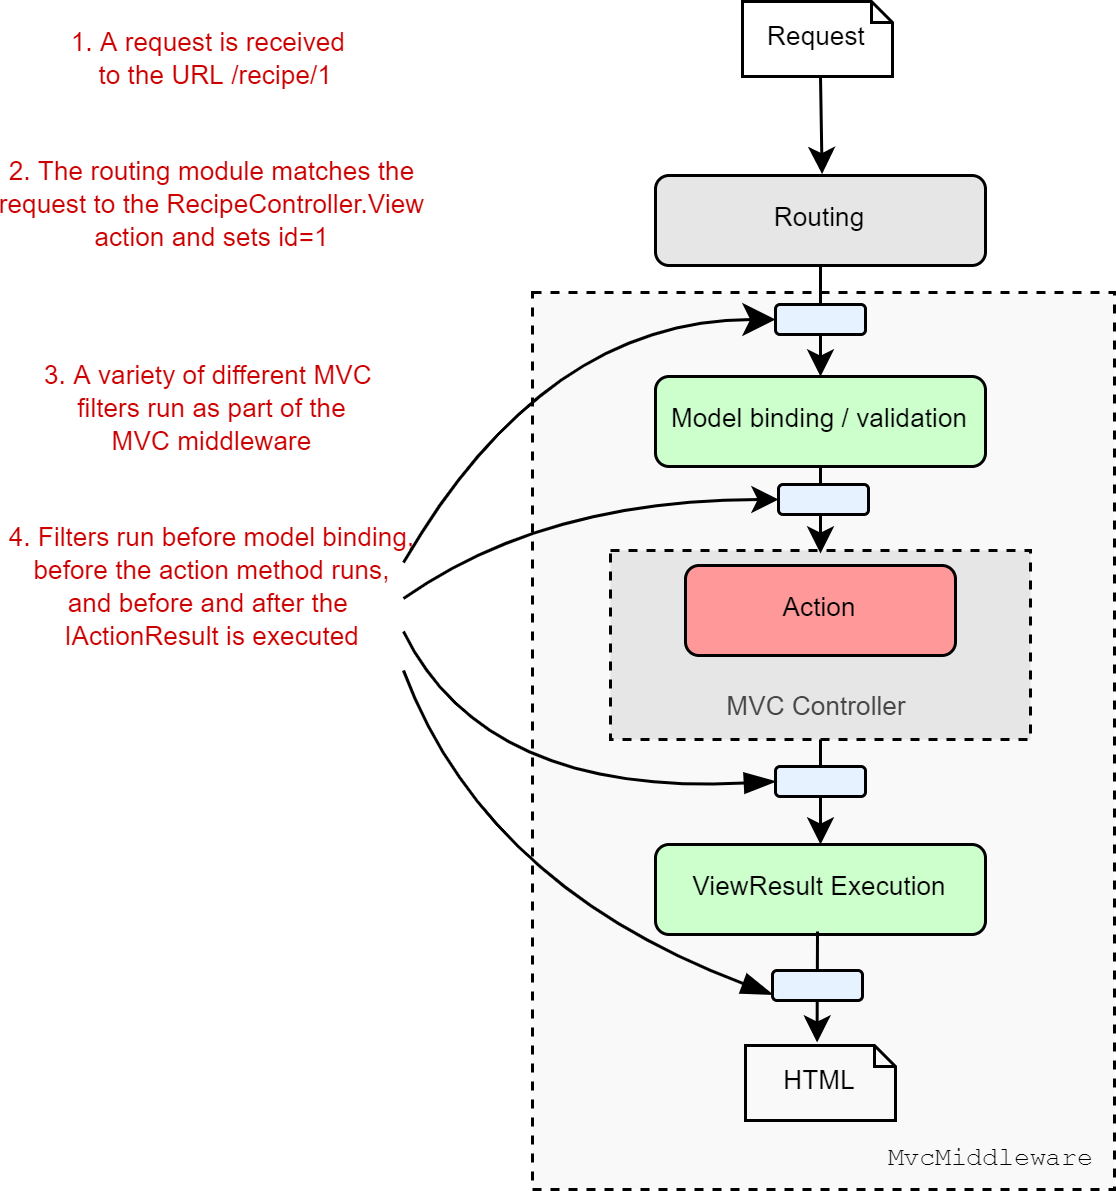 1. A request is received
to the URL /recipe/1
Request
2. The routing module matches the
request to the RecipeController.View
action and sets id=1
Routing
3. A variety of different MVC
filters run as part of the
MVC middleware
Model binding / validation
4. Filters run before model binding,
before the action method runs,
and before and after the
IActionResult is executed
Action
MVC Controller
ViewResult Execution
HTML
MvcMiddleware